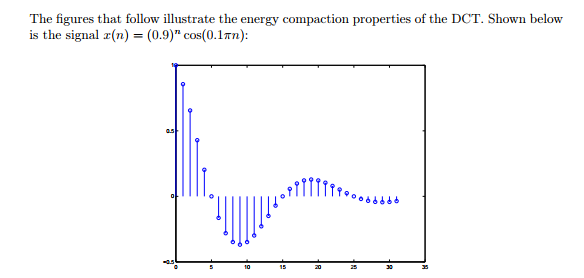 The figures that follow illustrate the energy compaction properties of the DCT. Shown below
is the signal x(n) = (0.9)ⁿ cos(0.1πn):
1
0.5
0
-0.5
0 5 10 15 20 25 30 35